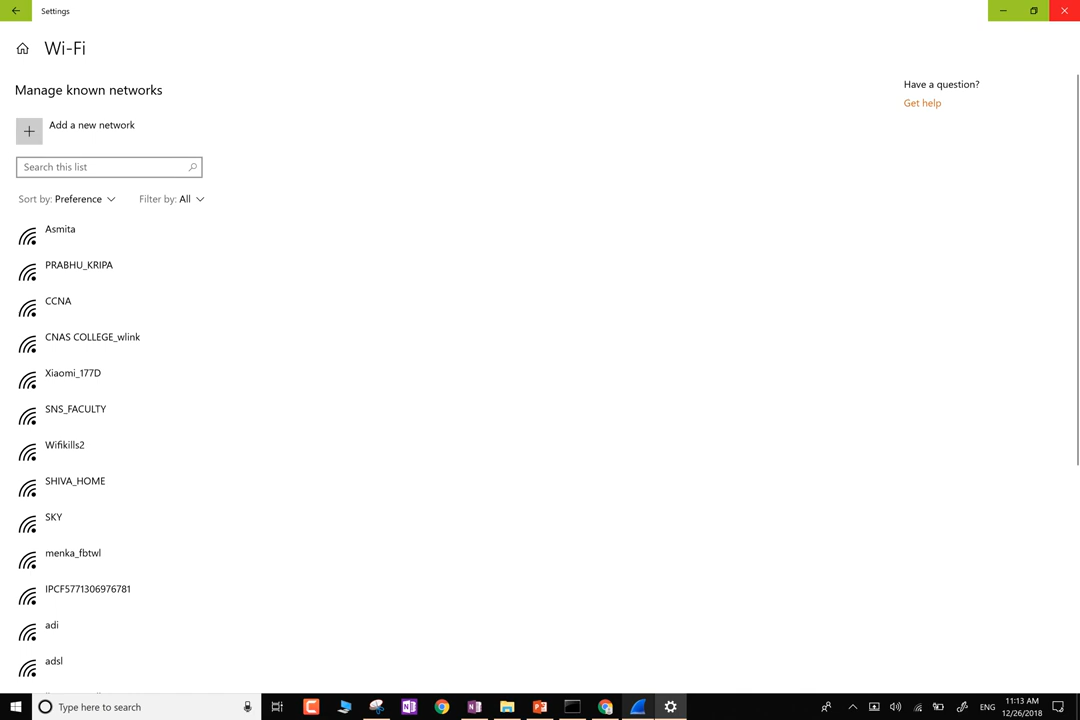 Settings
Wi-Fi
Manage known networks
Have a question?
Get help
Add a new network
Search this list
Sort by: Preference Filter by: All
Asmita
PRABHU_KRIPA
CCNA
CNAS COLLEGE_wlink
Xiaomi_177D
SNS_FACULTY
Wifikills2
SHIVA_HOME
SKY
menka_fbtwl
IPCF5771306976781
adi
adsl
Type here to search
ENG
11:13 AM
12/26/2018